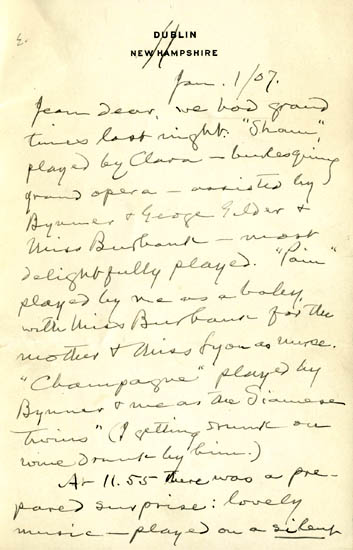 DUBLIN
NEW HAMPSHIRE
Jan. 1/07.
Jean dear, we had grand
times last night. "Sham,"
played by Clara — burlesquing
grand opera — assisted by
Bynner & George Gilder &
Miss Burbank — most
delightfully played. "Pain"
played by me as a baby,
with Miss Burbank for the
mother & Miss Lyon as nurse.
"Champagne" played by
Bynner & me as the Siamese
Twins" (I getting drunk on
wine drunk by him.)
At 11.55 there was a pre-
pared surprise: lovely
music — played on a silent